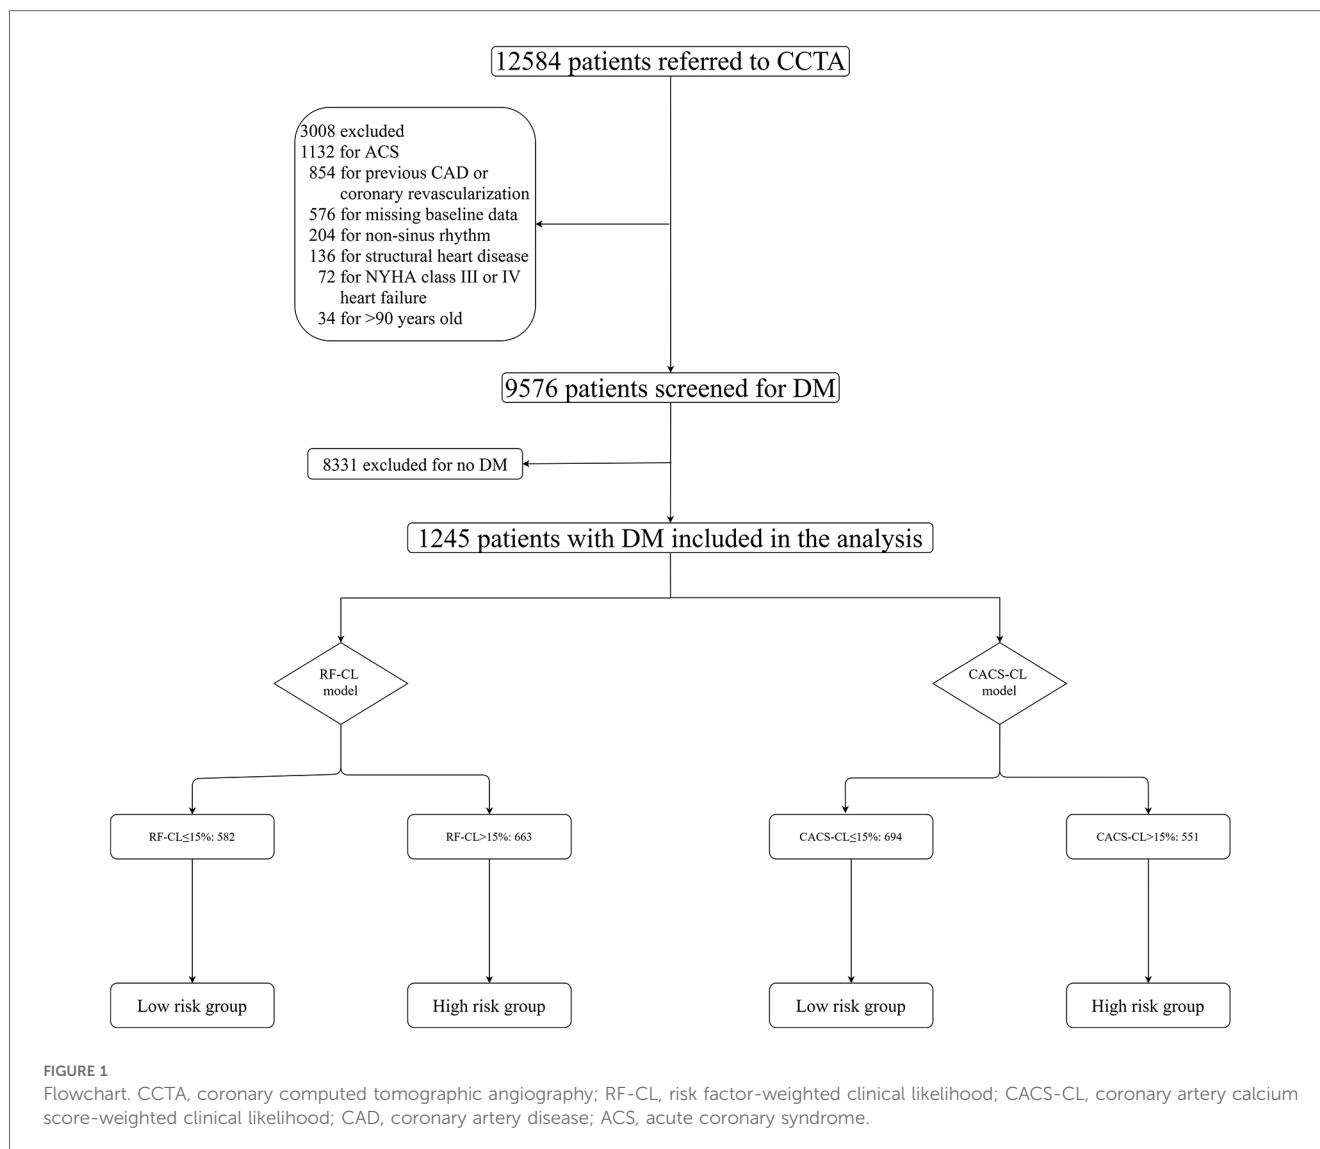 12584 patients referred to CCTA
3008 excluded
1132 for ACS
854 for previous CAD or
coronary revascularization
576 for missing baseline data
204 for non-sinus rhythm
136 for structural heart disease
72 for NYHA class III or IV
heart failure
34 for >90 years old
9576 patients screened for DM
8331 excluded for no DM
1245 patients with DM included in the analysis
RF-CL
model
CACS-CL
model
RF-CL≤15%: 582
RF-CL>15%: 663
CACS-CL≤15%: 694
CACS-CL>15%: 551
Low risk group
High risk group
Low risk group
High risk group
FIGURE 1
Flowchart. CCTA, coronary computed tomographic angiography; RF-CL, risk factor-weighted clinical likelihood; CACS-CL, coronary artery calcium
score-weighted clinical likelihood; CAD, coronary artery disease; ACS, acute coronary syndrome.